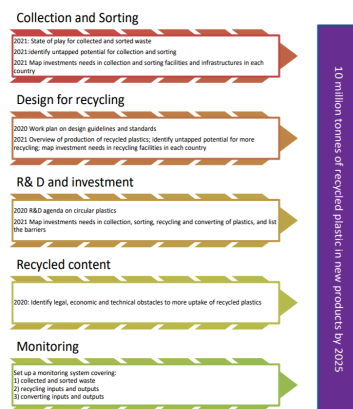 Collection and Sorting
2021: State of play for collected and sorted waste
2021:identify untapped potential for collection and sorting
2021 Map investments needs in collection and sorting facilities and infrastructures in each
country
Design for recycling
2020 Work plan on design guidelines and standards
2021 Overview of production of recycled plastics; identify untapped potential for more
recycling; map investment needs in recycling facilities in each country
R& D and investment
2020 R&D agenda on circular plastics
2021 Map investments needs in collection, sorting, recycling and converting of plastics, and list
the barriers
Recycled content
2020: Identify legal, economic and technical obstacles to more uptake of recycled plastics
Monitoring
Set up a monitoring system covering:
1) collected and sorted waste
2) recycling inputs and outputs
3) converting inputs and outputs
10 million tonnes of recycled plastic in new products by 2025